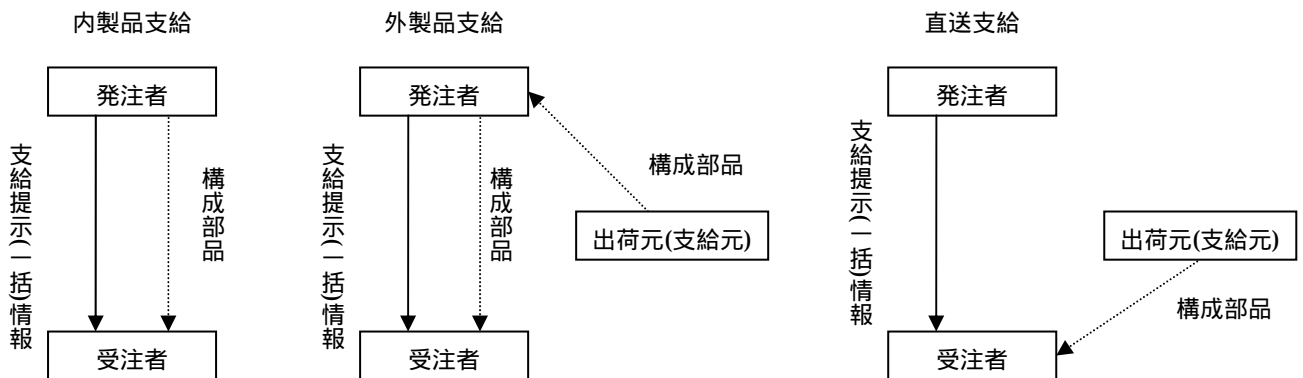 内製品支給
発注者
支給提示(一括)情報
構成部品
受注者
外製品支給
発注者
支給提示(一括)情報
構成部品
構成部品
出荷元(支給元)
受注者
直送支給
発注者
支給提示(一括)情報
出荷元(支給元)
構成部品
受注者